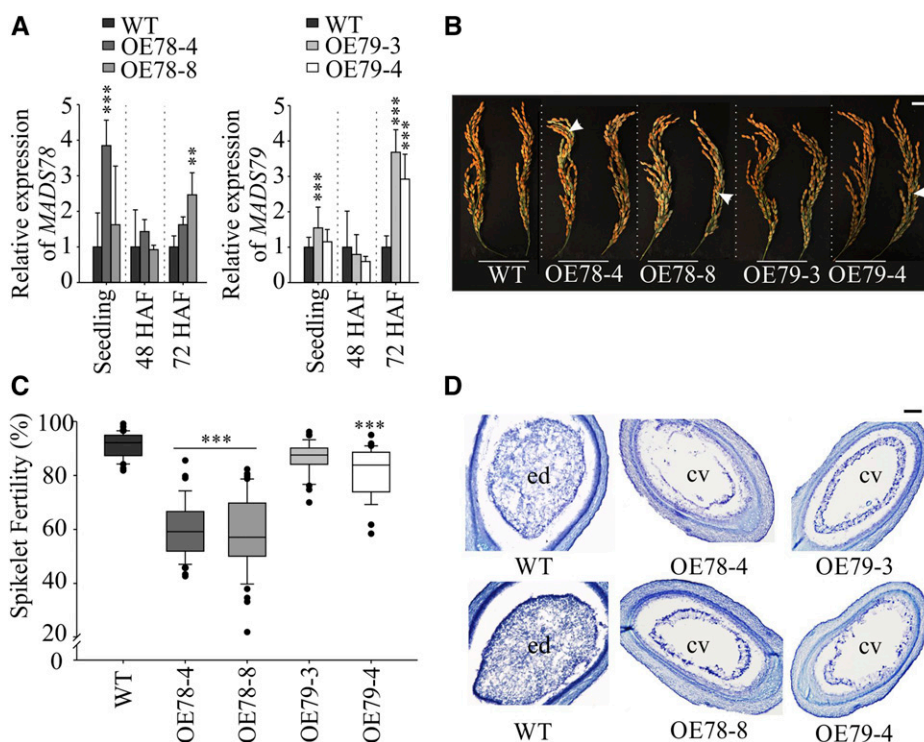 A
WT
OE78-4
OE78-8
Relative expression
of MADS78
5
4
3
2
1
0
***
**
Seedling
48 HAF
72 HAF
WT
OE79-3
OE79-4
Relative expression
of MADS79
5
4
3
2
1
0
***
***
***
Seedling
48 HAF
72 HAF
B
WT
OE78-4
OE78-8
OE79-3
OE79-4
C
Spikelet Fertility (%)
100
80
60
40
20
0
***
***
WT
OE78-4
OE78-8
OE79-3
OE79-4
D
ed
cv
cv
WT
OE78-4
OE79-3
ed
cv
cv
WT
OE78-8
OE79-4